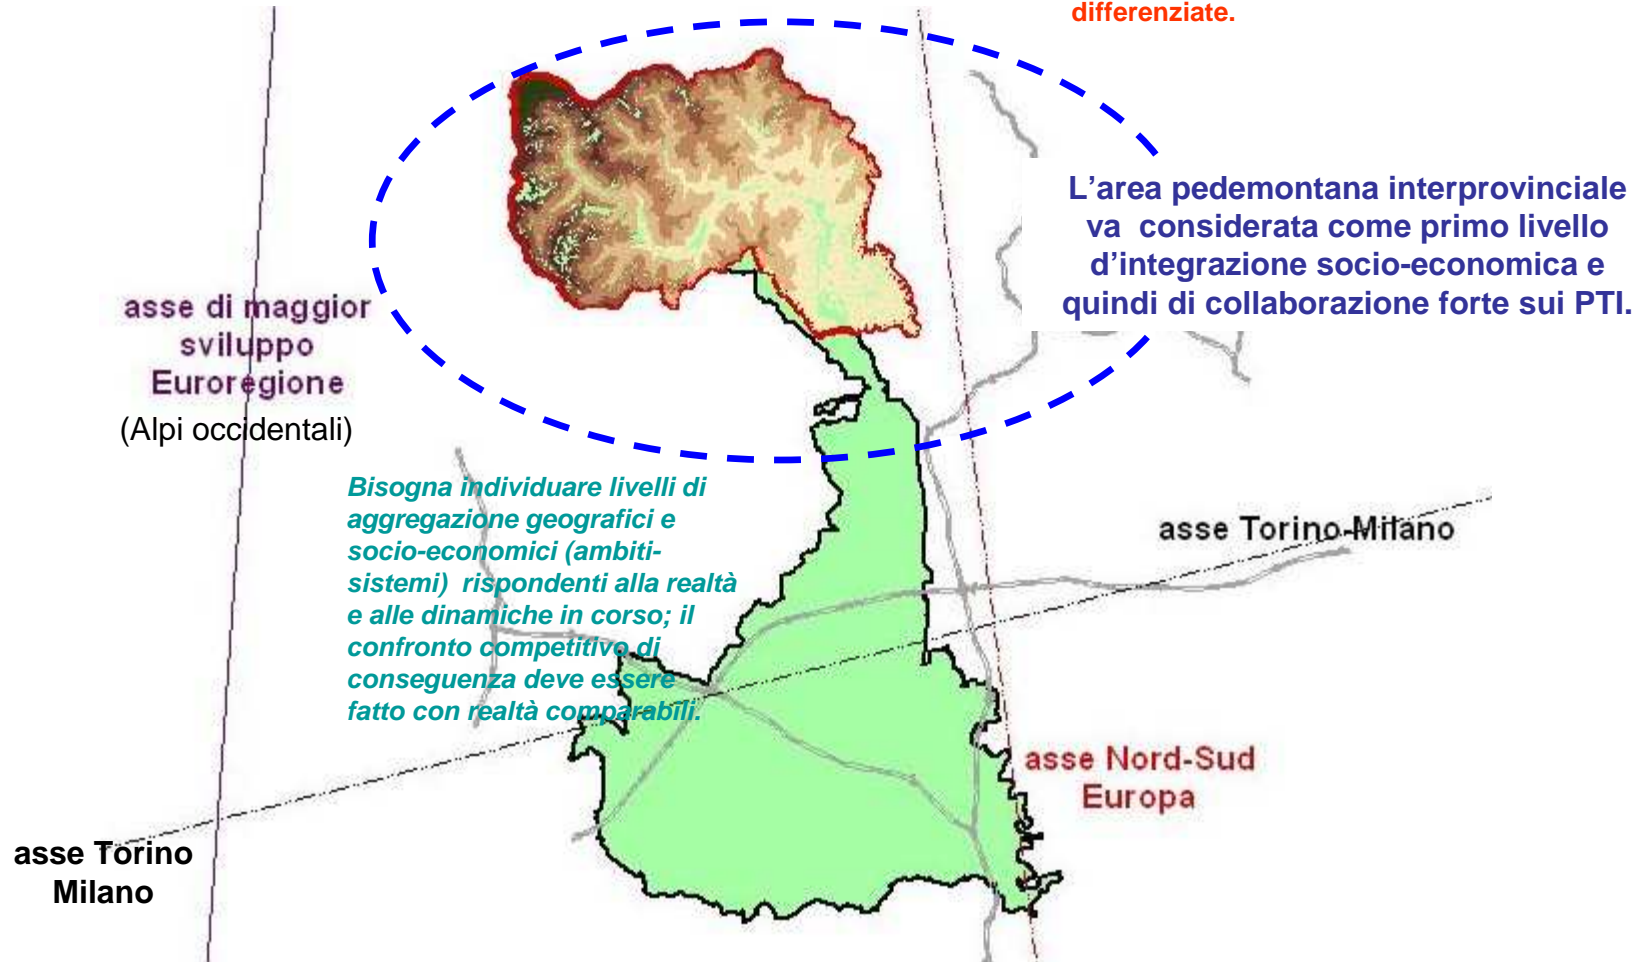 differenziate.
L’area pedemontana interprovinciale
va considerata come primo livello
d’integrazione socio-economica e
quindi di collaborazione forte sui PTI.
asse di maggior
sviluppo
Euroregione
(Alpi occidentali)
Bisogna individuare livelli di
aggregazione geografici e
socio-economici (ambiti-
sistemi) rispondenti alla realtà
e alle dinamiche in corso; il
confronto competitivo di
conseguenza deve essere
fatto con realtà comparabili.
asse Torino-Milano
asse Nord-Sud
Europa
asse Torino
Milano